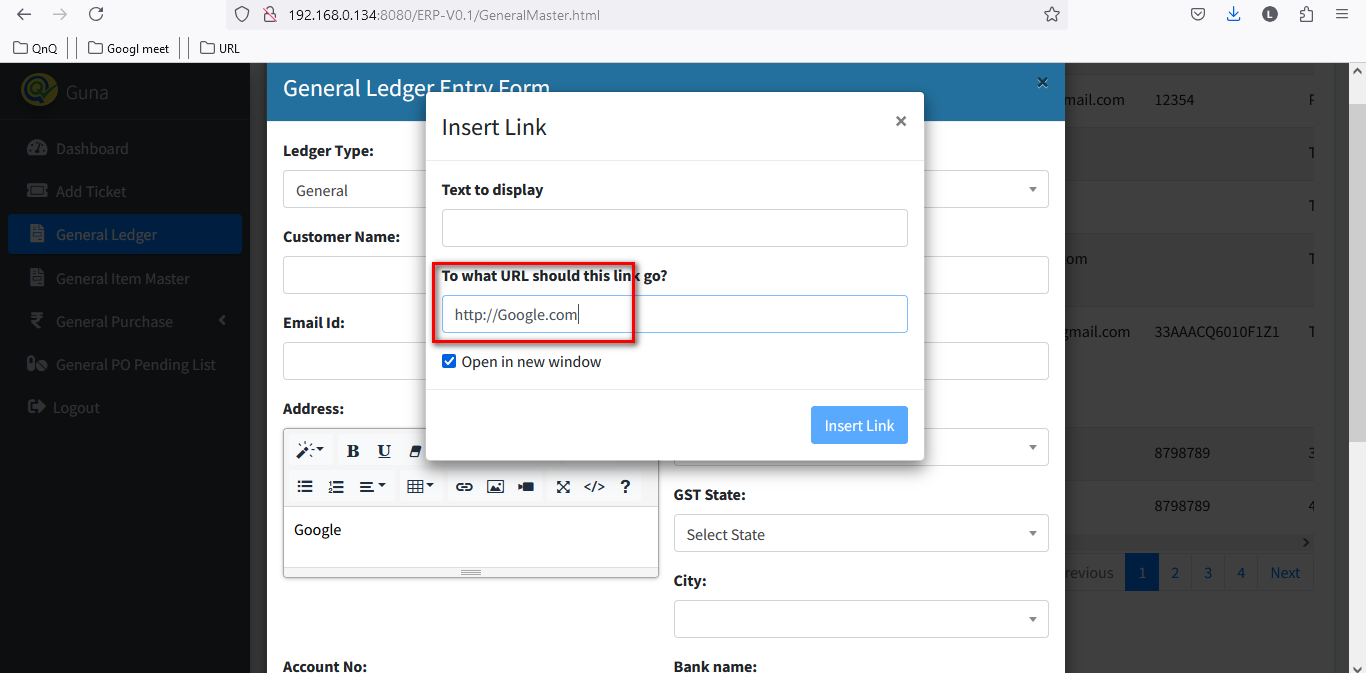 192.168.0.134:8080/ERP-V0.1/GeneralMaster.html
L
QnQ
Googl meet
URL
Guna
Dashboard
Add Ticket
General Ledger
General Item Master
General Purchase
General PO Pending List
Logout
General Ledger Entry Form
×
Ledger Type:
General
Customer Name:
Email Id:
Address:
B U
</> ?
Google
Account No:
Insert Link
×
Text to display
To what URL should this link go?
http://Google.com
Open in new window
Insert Link
GST State:
Select State
City:
Bank name:
mail.com 12354
om
gmail.com 33AAACQ6010F1Z1
8798789 3
8798789 4
revious 1 2 3 4 Next